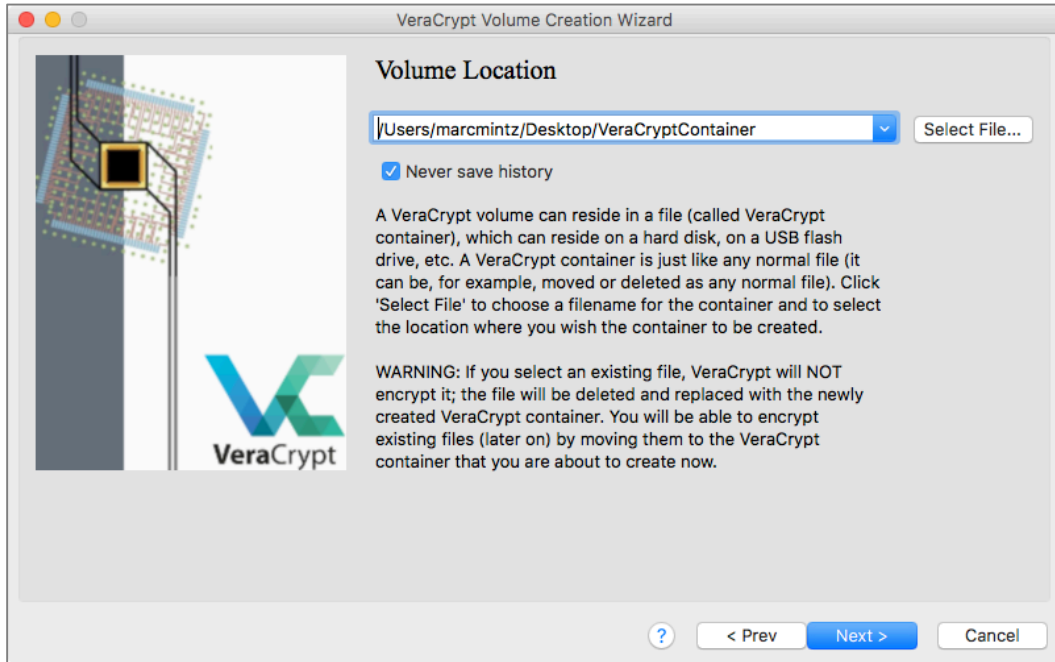 VeraCrypt Volume Creation Wizard
Volume Location
/Users/marcmintz/Desktop/VeraCryptContainer
Select File...
Never save history
A VeraCrypt volume can reside in a file (called VeraCrypt
container), which can reside on a hard disk, on a USB flash
drive, etc. A VeraCrypt container is just like any normal file (it
can be, for example, moved or deleted as any normal file). Click
'Select File' to choose a filename for the container and to select
the location where you wish the container to be created.
WARNING: If you select an existing file, VeraCrypt will NOT
encrypt it; the file will be deleted and replaced with the newly
created VeraCrypt container. You will be able to encrypt
existing files (later on) by moving them to the VeraCrypt
container that you are about to create now.
VeraCrypt
?
< Prev
Next >
Cancel